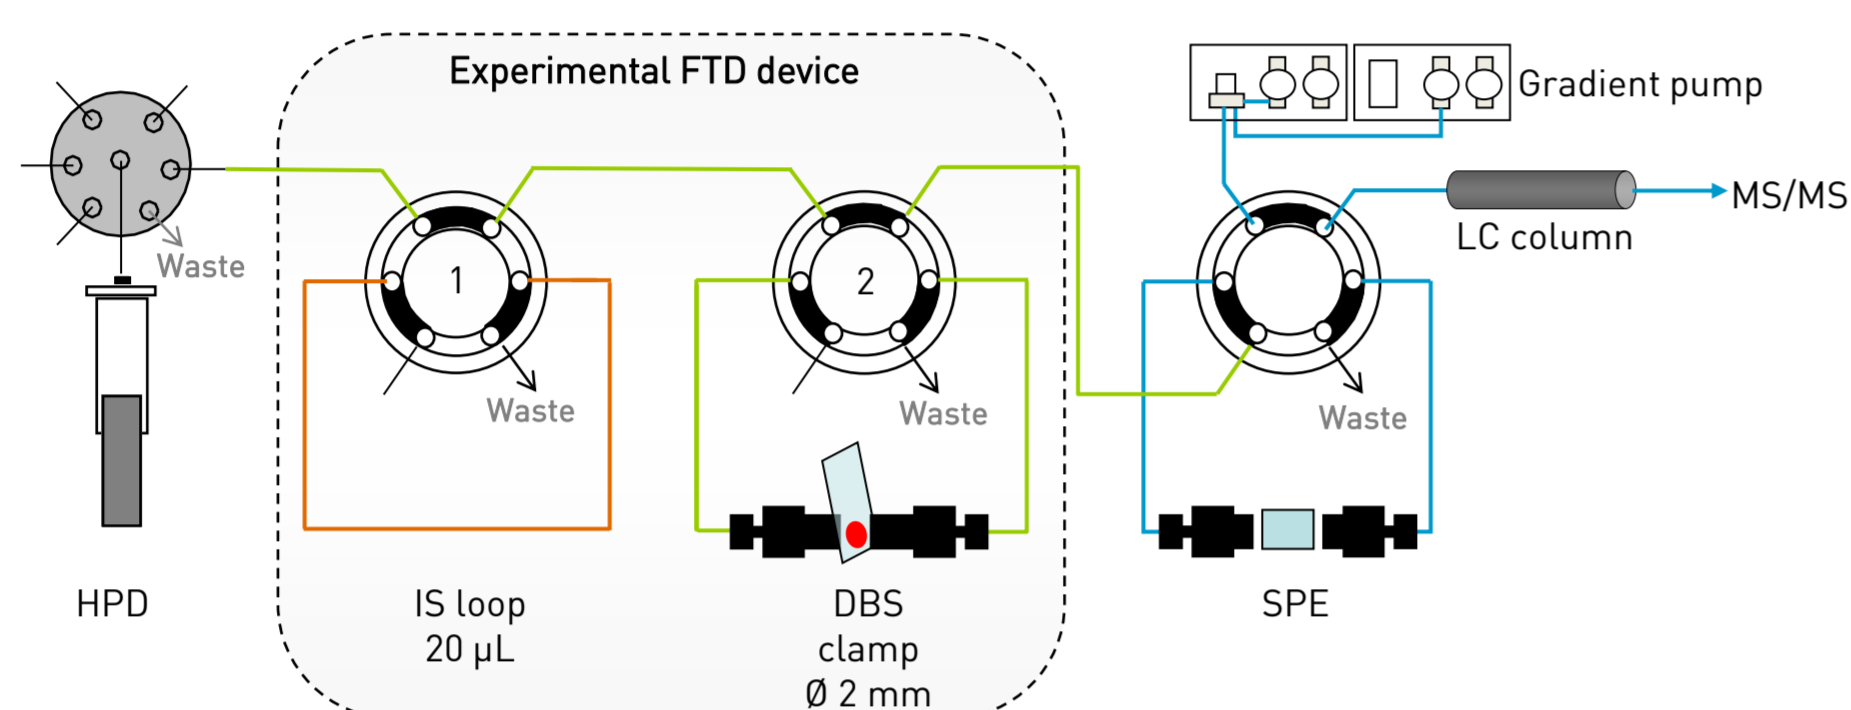 Experimental FTD device
Gradient pump
MS/MS
LC column
Waste
1
2
Waste
Waste
Waste
HPD
IS loop
20 µL
DBS
clamp
Ø 2 mm
SPE